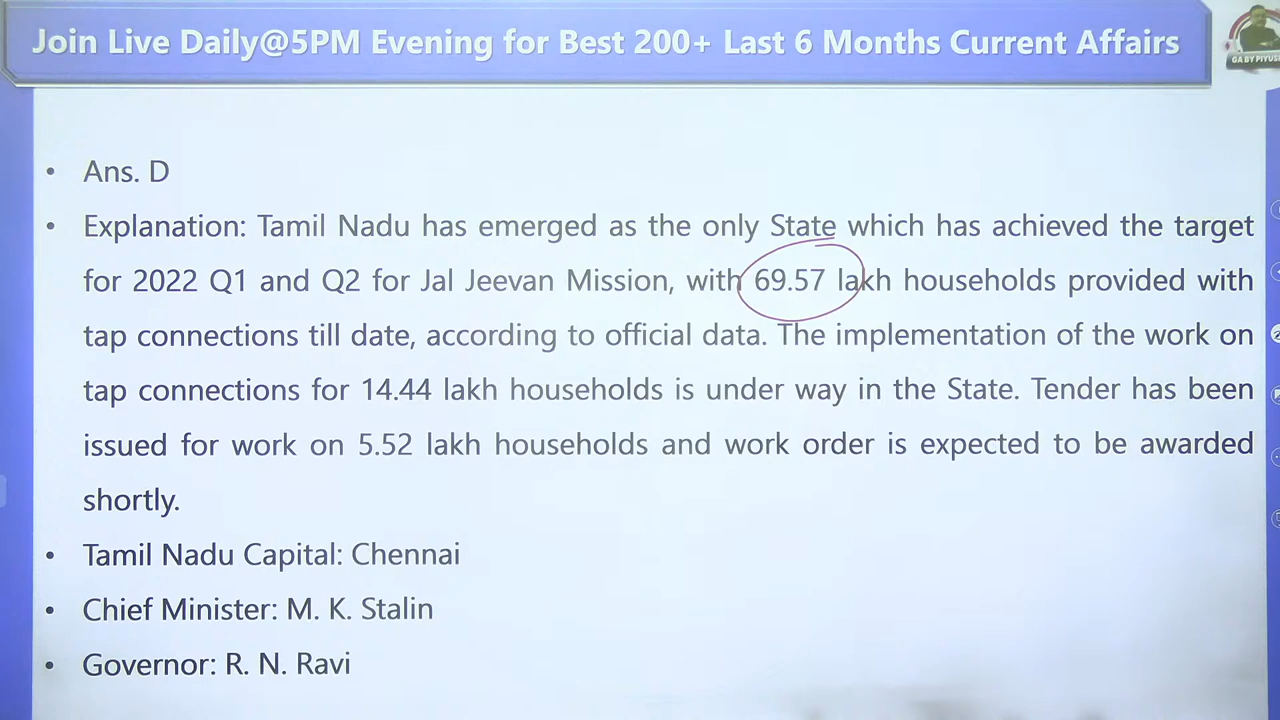 Join Live Daily@5PM Evening for Best 200+ Last 6 Months Current Affairs
• Ans. D
• Explanation: Tamil Nadu has emerged as the only State which has achieved the target
for 2022 Q1 and Q2 for Jal Jeevan Mission, with 69.57 lakh households provided with
tap connections till date, according to official data. The implementation of the work on
tap connections for 14.44 lakh households is under way in the State. Tender has been
issued for work on 5.52 lakh households and work order is expected to be awarded
shortly.
• Tamil Nadu Capital: Chennai
• Chief Minister: M. K. Stalin
• Governor: R. N. Ravi